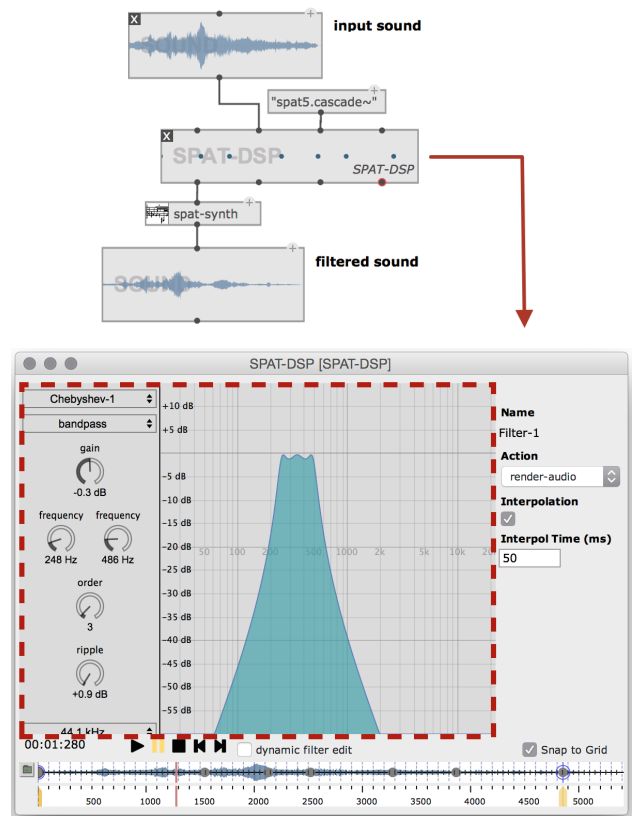 input sound
"spat5.cascade~"
SPAT-DSP
SPAT-DSP
spat-synth
SOUND
filtered sound
SPAT-DSP [SPAT-DSP]
Chebyshev-1
bandpass
gain
-0.3 dB
frequency frequency
248 Hz 486 Hz
order
3
ripple
+0.9 dB
44.1 kHz
+10 dB
+5 dB
-5 dB
-10 dB
-15 dB
-20 dB
-25 dB
-30 dB
-35 dB
-40 dB
-45 dB
-50 dB
-55 dB
50 100 200 500 1000 2k 5k 10k
Name
Filter-1
Action
render-audio
Interpolation
Interpol Time (ms)
50
00:01:280
dynamic filter edit
Snap to Grid
500 1000 1500 2000 2500 3000 3500 4000 4500 5000